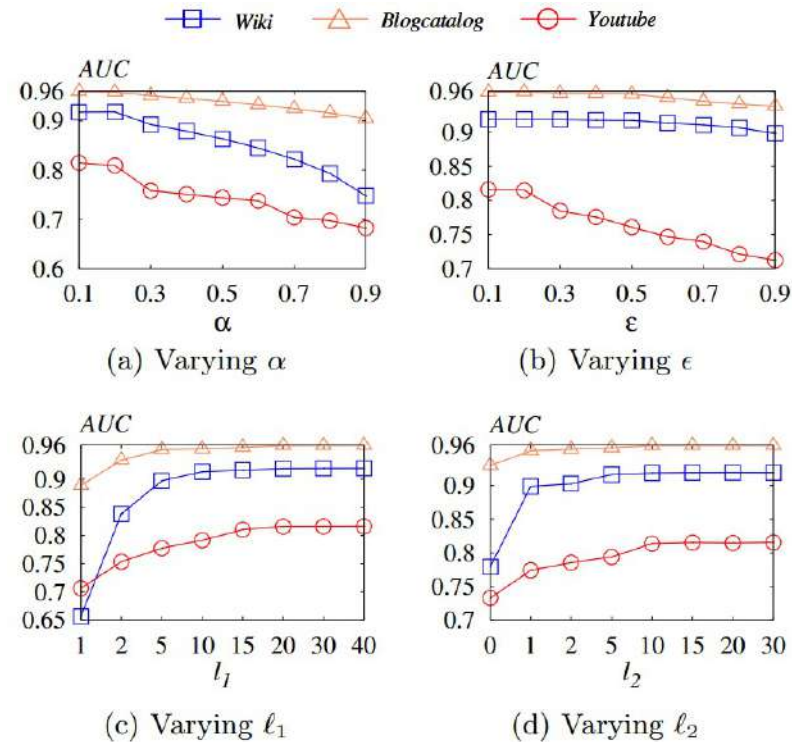 Wiki Blogcatalog Youtube
AUC AUC
0.96 0.96
0.9 0.9
0.8 0.85
0.7 0.8
0.6 0.75
0.7
0.1 0.3 0.5 0.7 0.9 0.1 0.3 0.5 0.7 0.9
α ε
(a) Varying α (b) Varying ϵ
AUC AUC
0.96 0.96
0.9 0.9
0.8 0.85
0.75 0.8
0.7 0.75
0.65 0.7
1 2 5 10 15 20 30 40 0 1 2 5 10 15 20 30
l1 l2
(c) Varying ℓ1 (d) Varying ℓ2